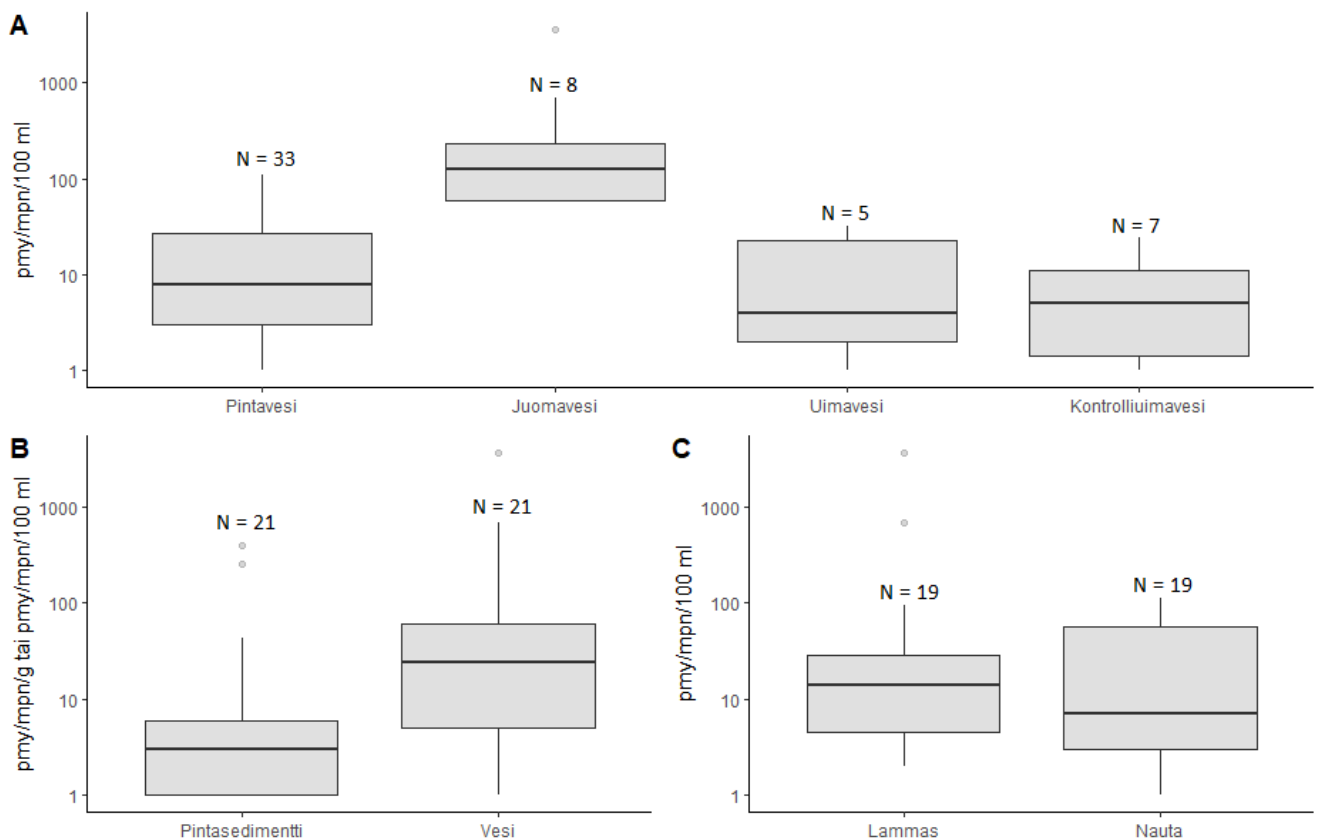 A
pmy/mpn/100 ml
1000
100
10
1
N = 33
N = 8
N = 5
N = 7
Pintavesi
Juomavesi
Uimavesi
Kontrolliuimavesi
B
pmy/mpn/g tai pmy/mpn/100 ml
1000
100
10
1
N = 21
N = 21
Pintasedimentti
Vesi
C
pmy/mpn/100 ml
1000
100
10
1
N = 19
N = 19
Lammas
Nauta